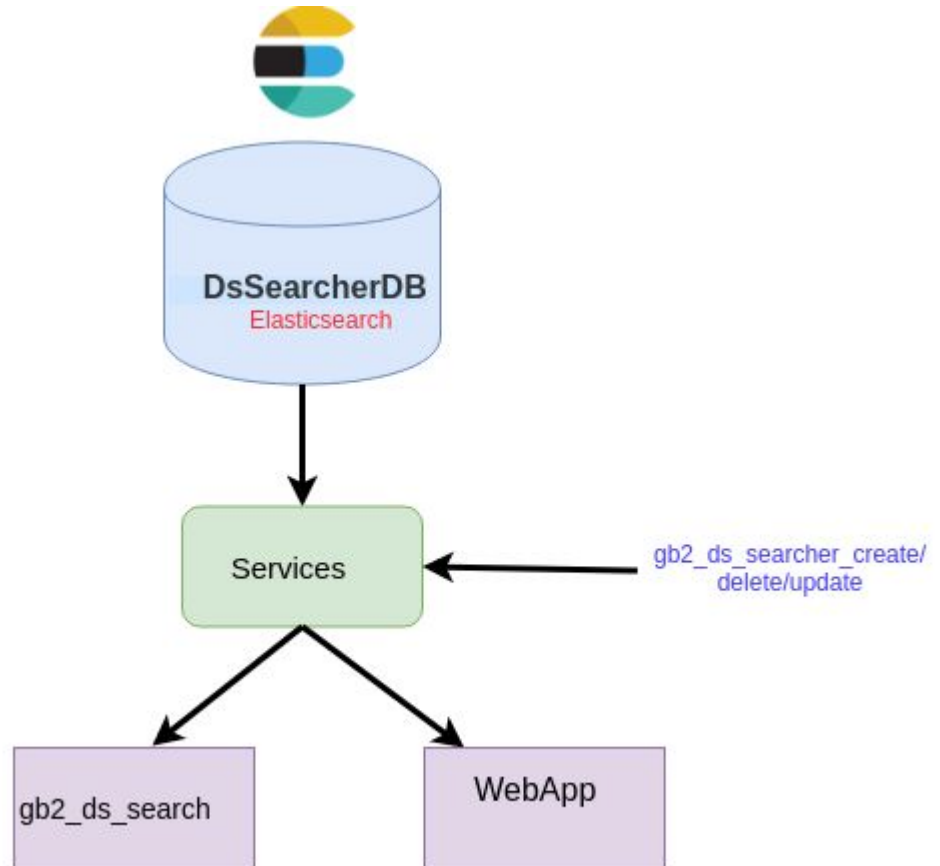 DsSearcherDB
Elasticsearch
Services
gb2_ds_searcher_create/
delete/update
gb2_ds_search
WebApp